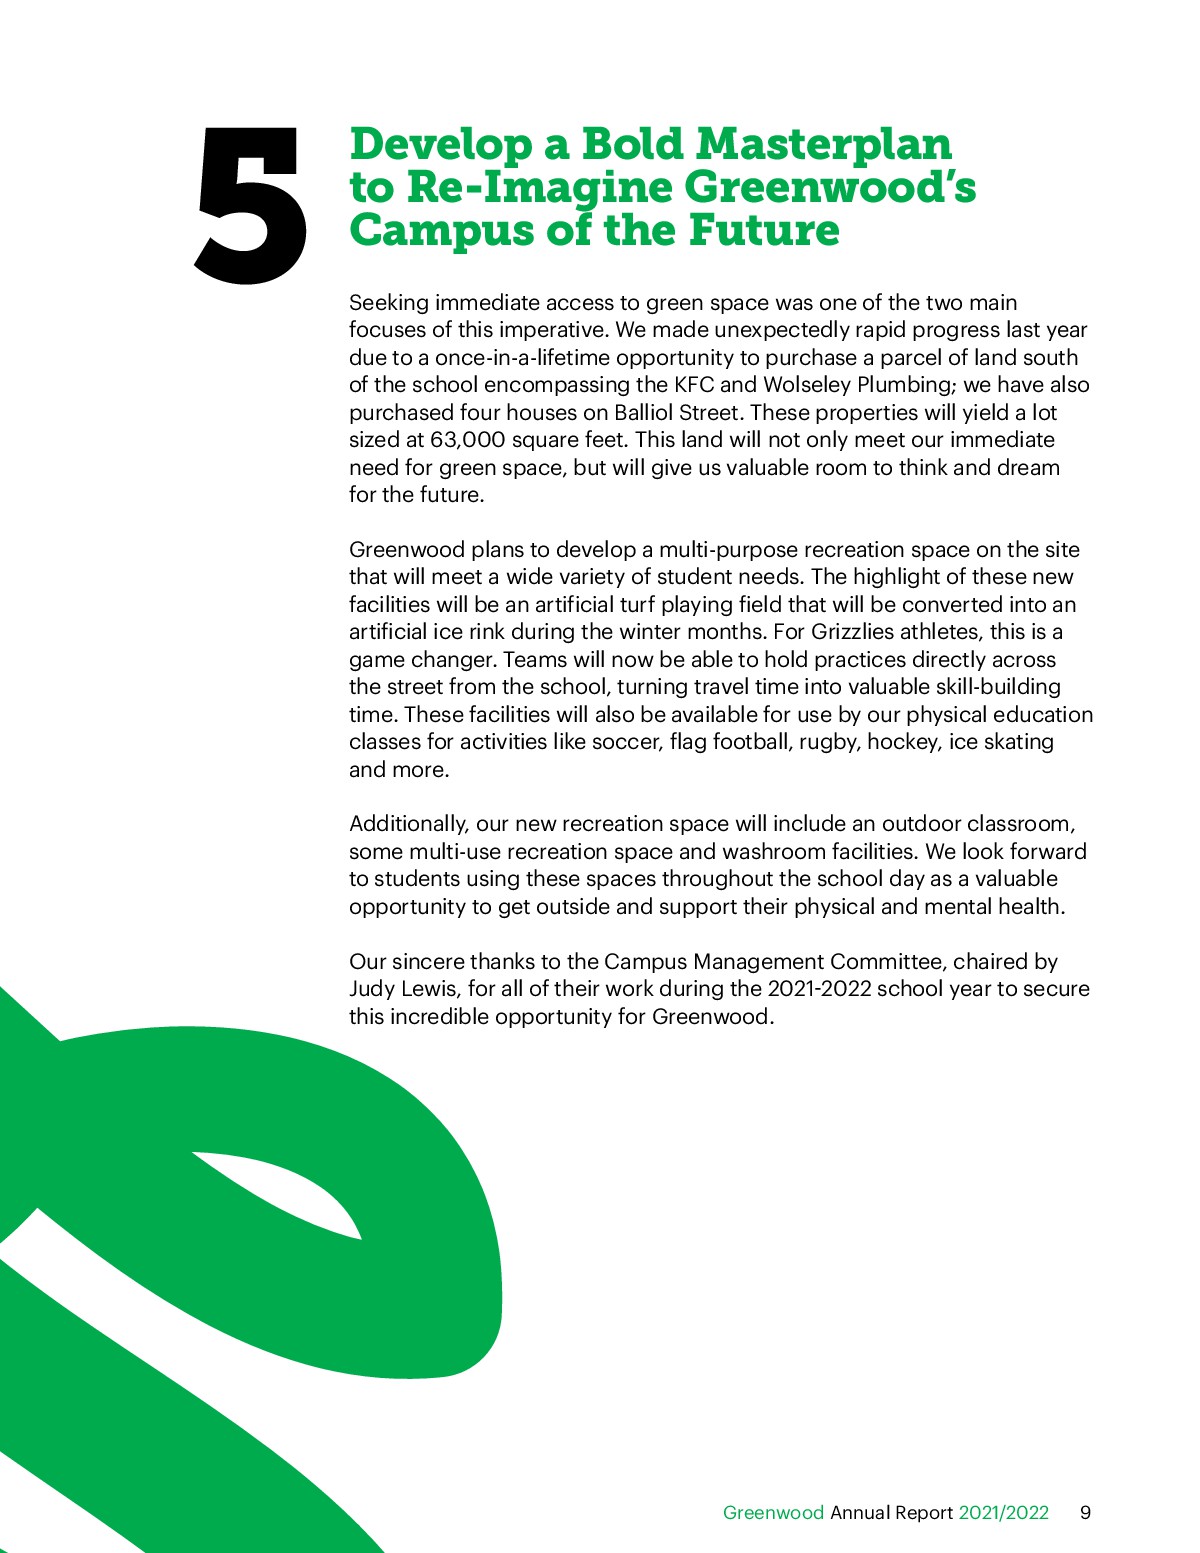 5
Develop a Bold Masterplan
to Re-Imagine Greenwood’s
Campus of the Future
Seeking immediate access to green space was one of the two main
focuses of this imperative. We made unexpectedly rapid progress last year
due to a once-in-a-lifetime opportunity to purchase a parcel of land south
of the school encompassing the KFC and Wolseley Plumbing; we have also
purchased four houses on Balliol Street. These properties will yield a lot
sized at 63,000 square feet. This land will not only meet our immediate
need for green space, but will give us valuable room to think and dream
for the future.
Greenwood plans to develop a multi-purpose recreation space on the site
that will meet a wide variety of student needs. The highlight of these new
facilities will be an artificial turf playing field that will be converted into an
artificial ice rink during the winter months. For Grizzlies athletes, this is a
game changer. Teams will now be able to hold practices directly across
the street from the school, turning travel time into valuable skill-building
time. These facilities will also be available for use by our physical education
classes for activities like soccer, flag football, rugby, hockey, ice skating
and more.
Additionally, our new recreation space will include an outdoor classroom,
some multi-use recreation space and washroom facilities. We look forward
to students using these spaces throughout the school day as a valuable
opportunity to get outside and support their physical and mental health.
Our sincere thanks to the Campus Management Committee, chaired by
Judy Lewis, for all of their work during the 2021-2022 school year to secure
this incredible opportunity for Greenwood.
Greenwood Annual Report 2021/2022 9